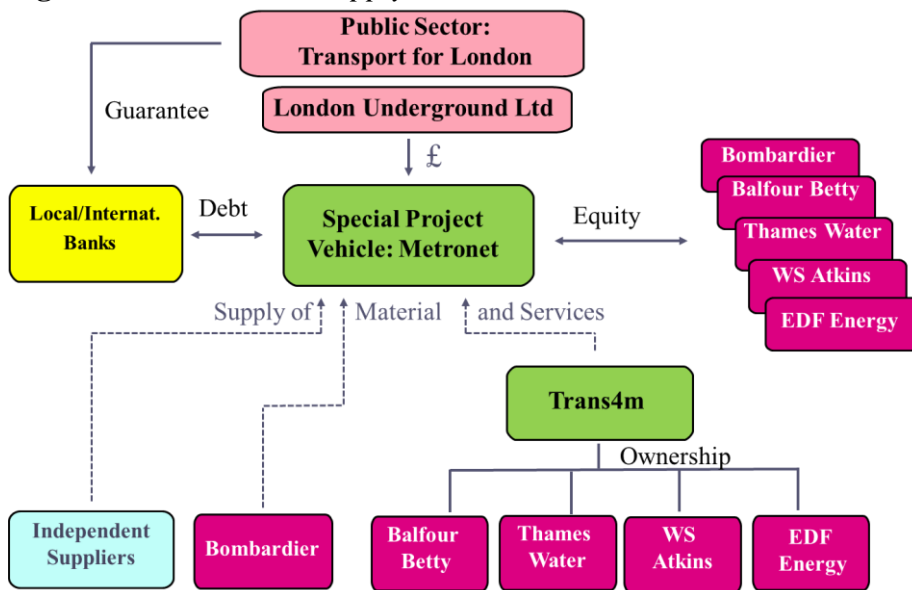 Public Sector:
Transport for London
London Underground Ltd
Guarantee
£
Bombardier
Balfour Betty
Thames Water
WS Atkins
EDF Energy
Local/Internat.
Banks
Debt
Special Project
Vehicle: Metronet
Equity
Supply of Material and Services
Trans4m
Ownership
Independent
Suppliers
Bombardier
Balfour
Betty
Thames
Water
WS
Atkins
EDF
Energy